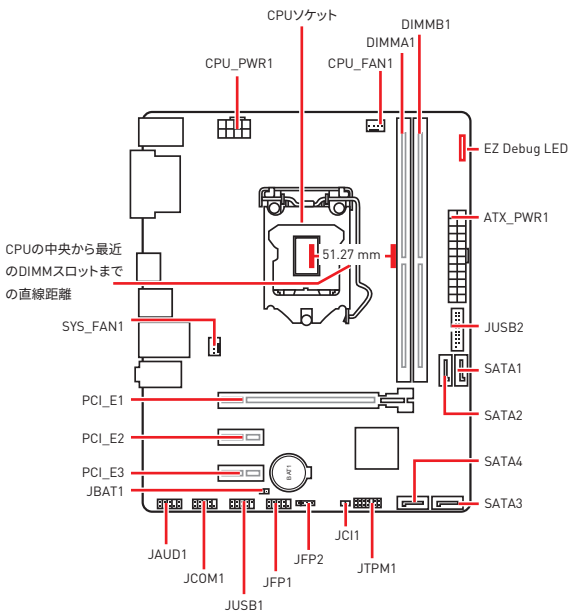 CPUソケット
DIMMB1
DIMMA1
CPU_PWR1
CPU_FAN1
EZ Debug LED
ATX_PWR1
CPUの中央から最近
のDIMMスロットまで
の直線距離
51.27 mm
SYS_FAN1
JUSB2
SATA1
PCI_E1
SATA2
PCI_E2
SATA4
PCI_E3
BAT1
JBAT1
SATA3
JAUD1
JCOM1
JUSB1
JFP1
JFP2
JCI1
JTPM1